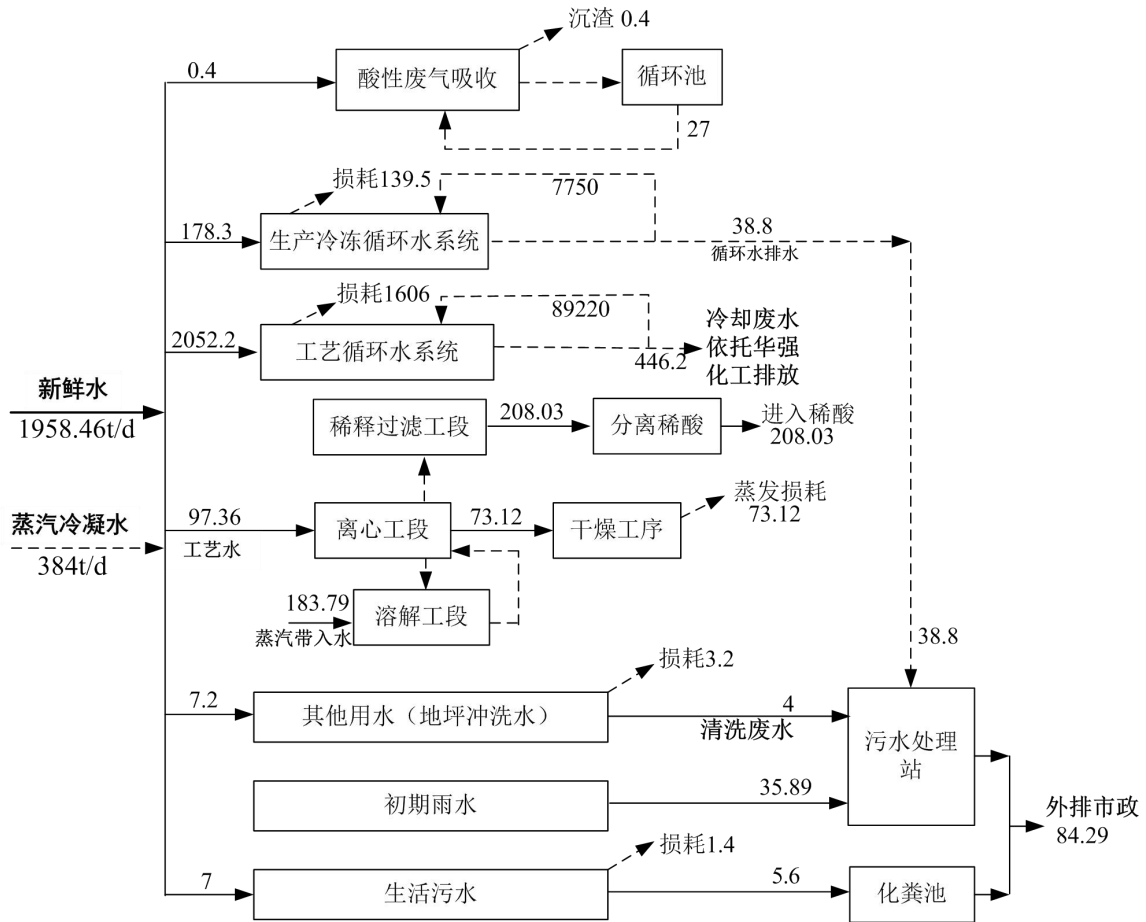 沉渣 0.4
0.4
酸性废气吸收
循环池
27
损耗139.5
7750
178.3
生产冷冻循环水系统
38.8
循环水排水
损耗1606
89220
2052.2
工艺循环水系统
446.2
冷却废水
依托华强
化工排放
新鲜水
1958.46t/d
稀释过滤工段
208.03
分离稀酸
进入稀酸
208.03
蒸汽冷凝水
384t/d
97.36
工艺水
离心工段
73.12
干燥工序
蒸发损耗
73.12
183.79
蒸汽带入水
溶解工段
38.8
损耗3.2
7.2
其他用水（地坪冲洗水）
4
清洗废水
污水处理
站
初期雨水
35.89
外排市政
84.29
损耗1.4
7
生活污水
5.6
化粪池